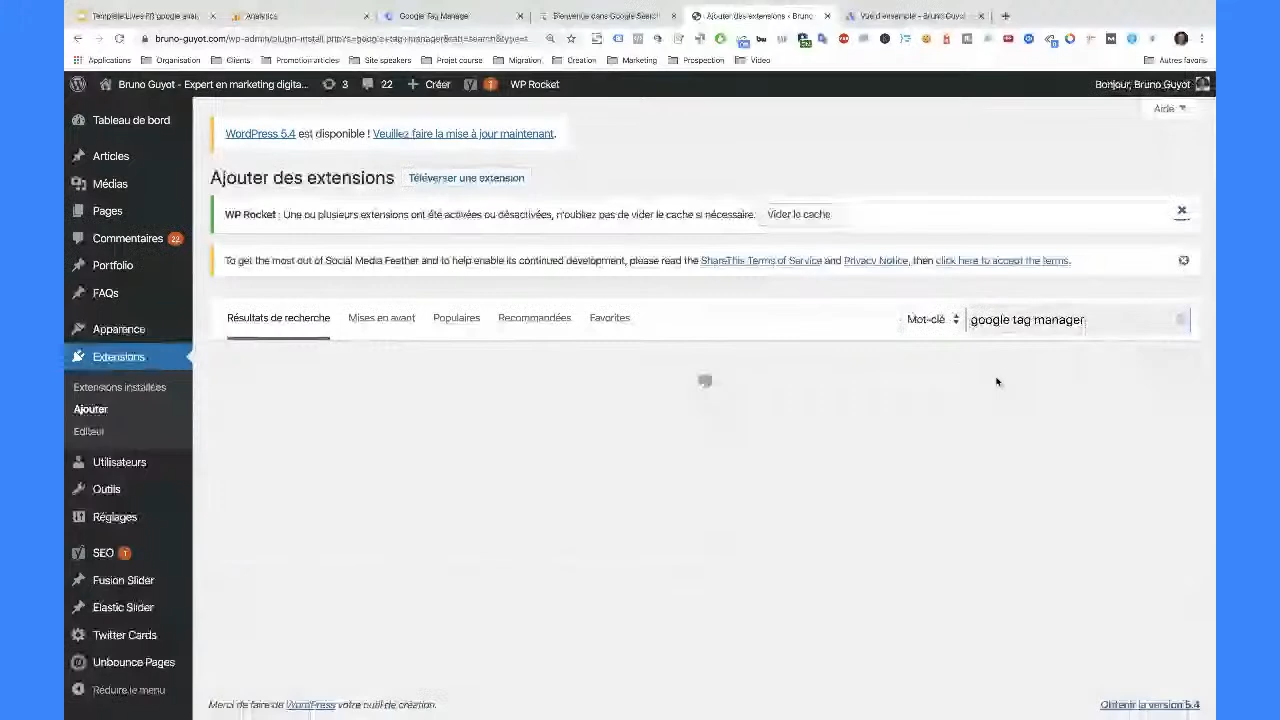 Analytics
Google Tag Manager
Bienvenue dans Google Search
Ajouter des extensions ‹ Bruno
Vue d'ensemble - Bruno Guyot
Applications Organisation Clients Promotion articles Site speakers Projet course Migration Création Marketing Prospection Video Autres favoris
Bruno Guyot - Expert en marketing digita... 3 22 Créer 1 WP Rocket Bonjour, Bruno Guyot
Aide
Tableau de bord
Articles
Médias
Pages
Commentaires 22
Portfolio
FAQs
Apparence
Extensions
Extensions installées
Ajouter
Éditeur
Utilisateurs
Outils
Réglages
SEO 1
Fusion Slider
Elastic Slider
Twitter Cards
Unbounce Pages
Réduire le menu
WordPress 5.4 est disponible ! Veuillez faire la mise à jour maintenant.
Ajouter des extensions Téléverser une extension
WP Rocket : Une ou plusieurs extensions ont été activées ou désactivées, n'oubliez pas de vider le cache si nécessaire. Vider le cache
To get the most out of Social Media Feather and to help enable its continued development, please read the ShareThis Terms of Service and Privacy Notice, then click here to accept the terms.
Résultats de recherche Mises en avant Populaires Recommandées Favorites Mot-clé google tag manager
Merci de faire de WordPress votre outil de création. Obtenir la version 5.4